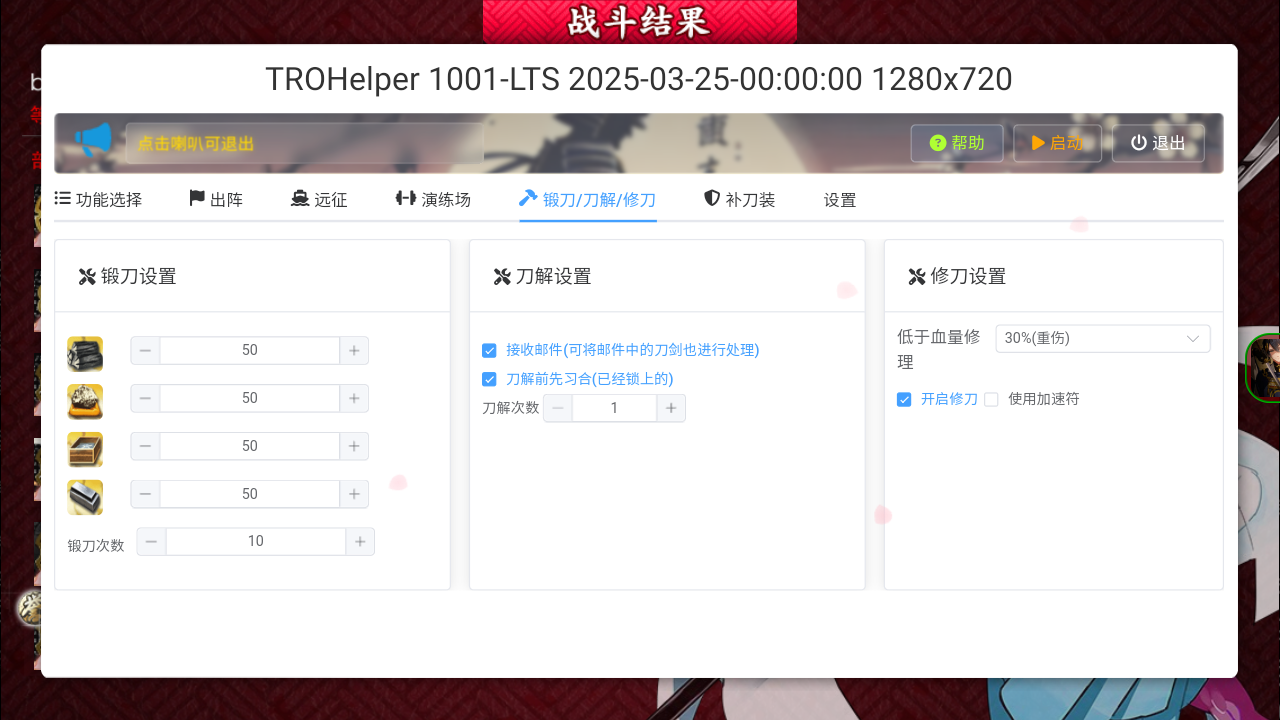 战斗结果
TROHelper 1001-LTS 2025-03-25-00:00:00 1280x720
点击喇叭可退出
帮助
启动
退出
功能选择
出阵
远征
演练场
锻刀/刀解/修刀
补刀装
设置
锻刀设置
50
50
50
50
锻刀次数
10
刀解设置
接收邮件(可将邮件中的刀剑也进行处理)
刀解前先习合(已经锁上的)
刀解次数
1
修刀设置
低于血量修
理
30%(重伤)
开启修刀
使用加速符